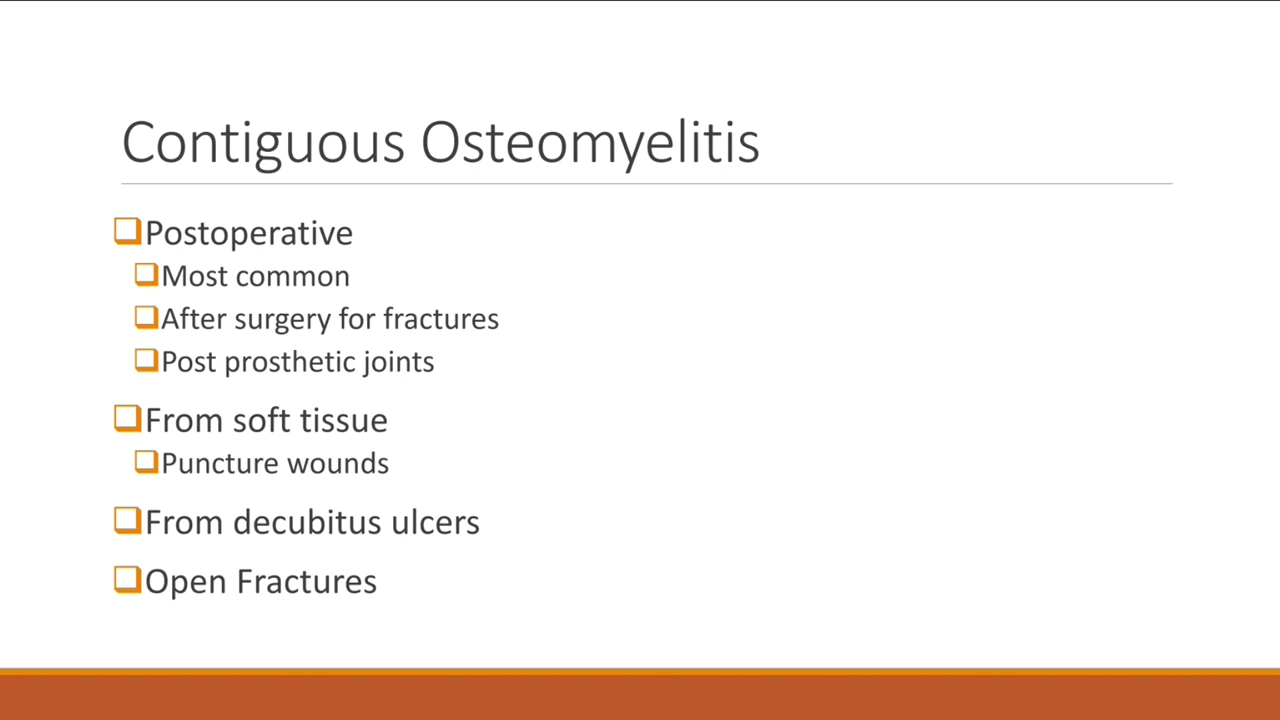 Contiguous Osteomyelitis
Postoperative
Most common
After surgery for fractures
Post prosthetic joints
From soft tissue
Puncture wounds
From decubitus ulcers
Open Fractures